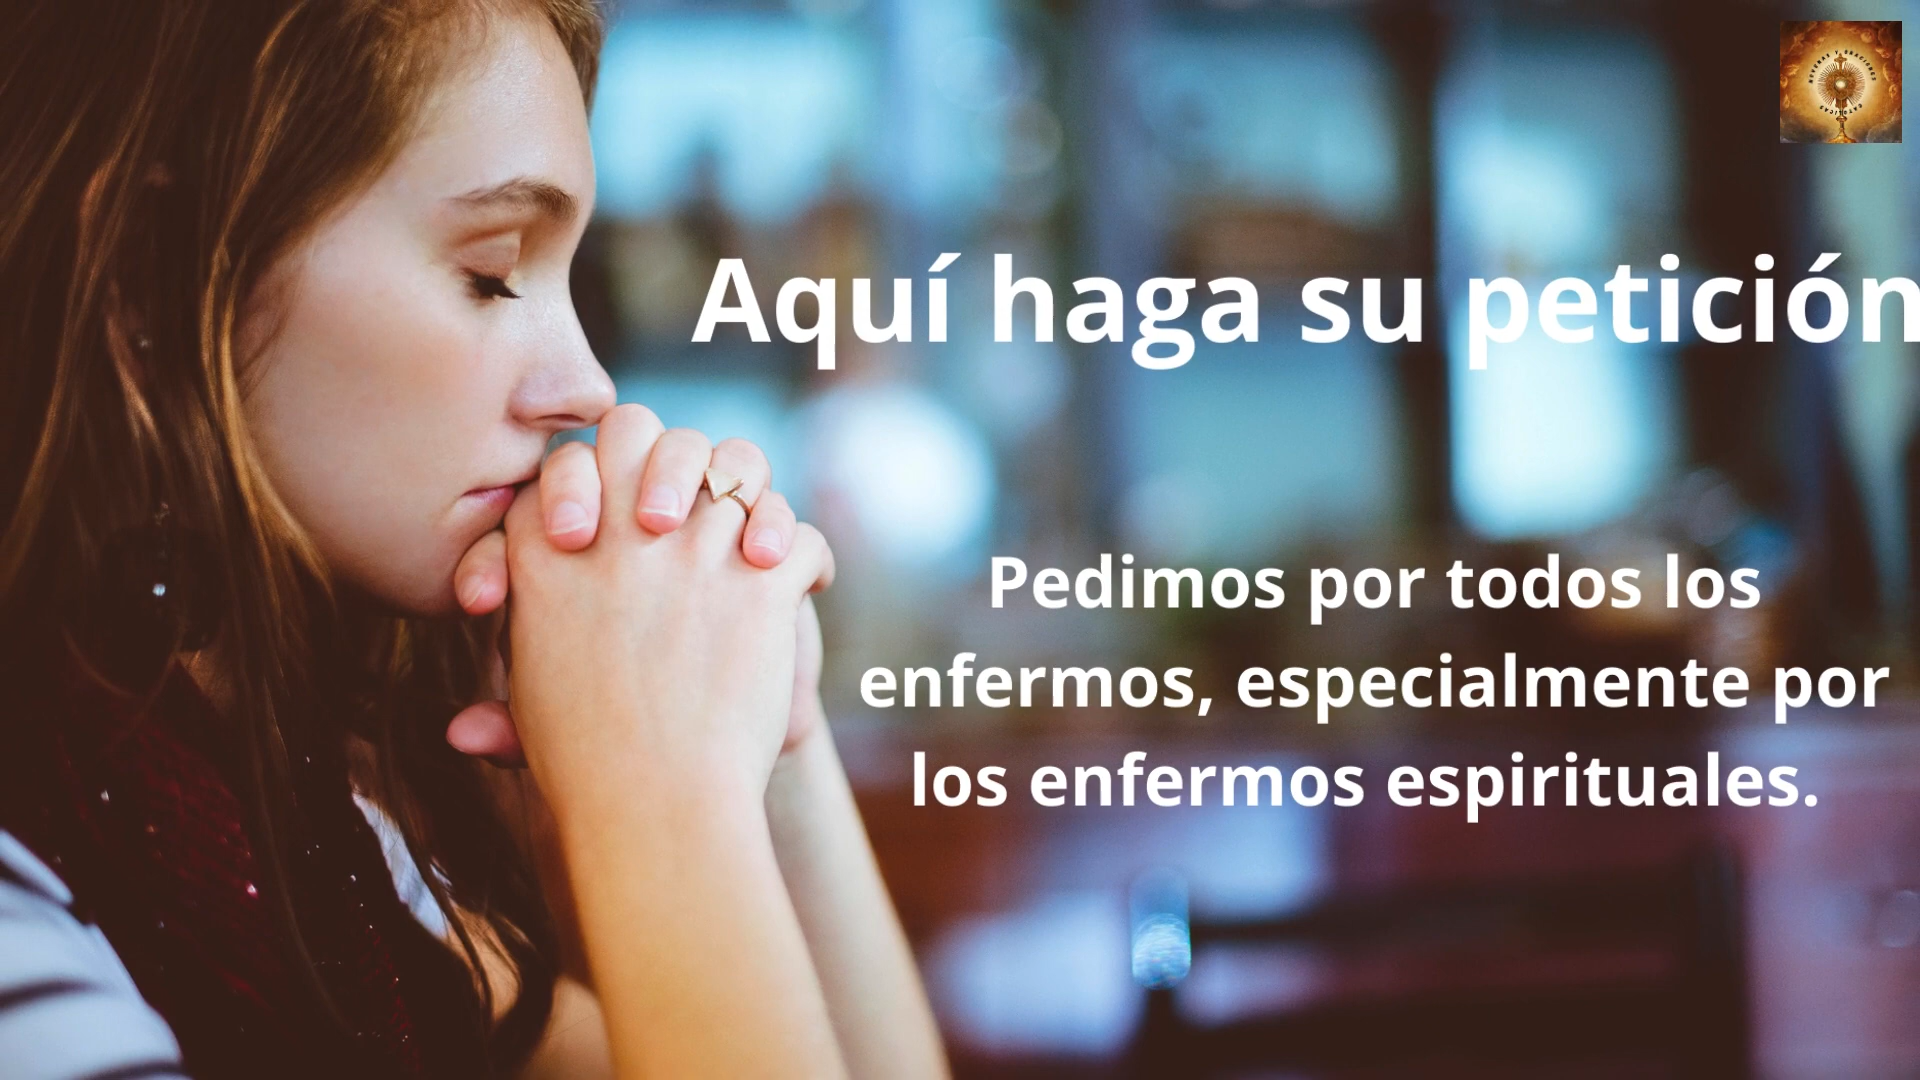 Aquí haga su petición
Pedimos por todos los
enfermos, especialmente por
los enfermos espirituales.